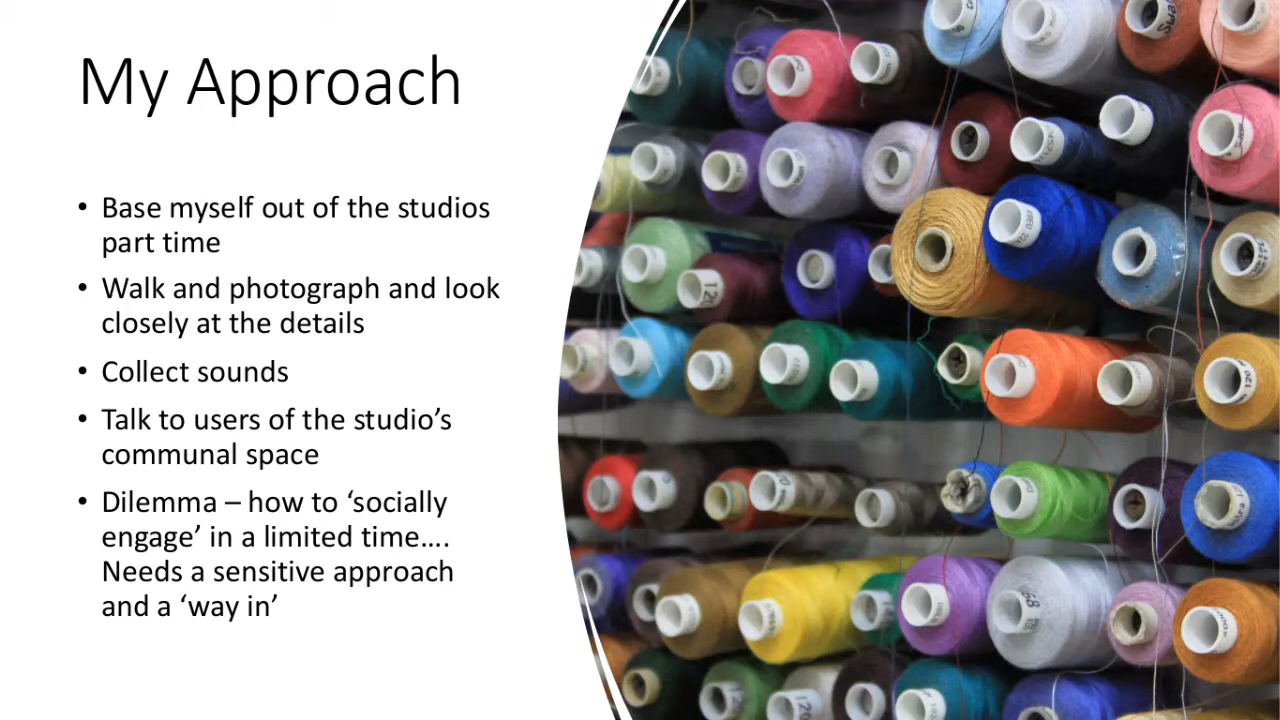 My Approach
• Base myself out of the studios
part time
• Walk and photograph and look
closely at the details
• Collect sounds
• Talk to users of the studio’s
communal space
• Dilemma – how to ‘socially
engage’ in a limited time….
Needs a sensitive approach
and a ‘way in’
120
120